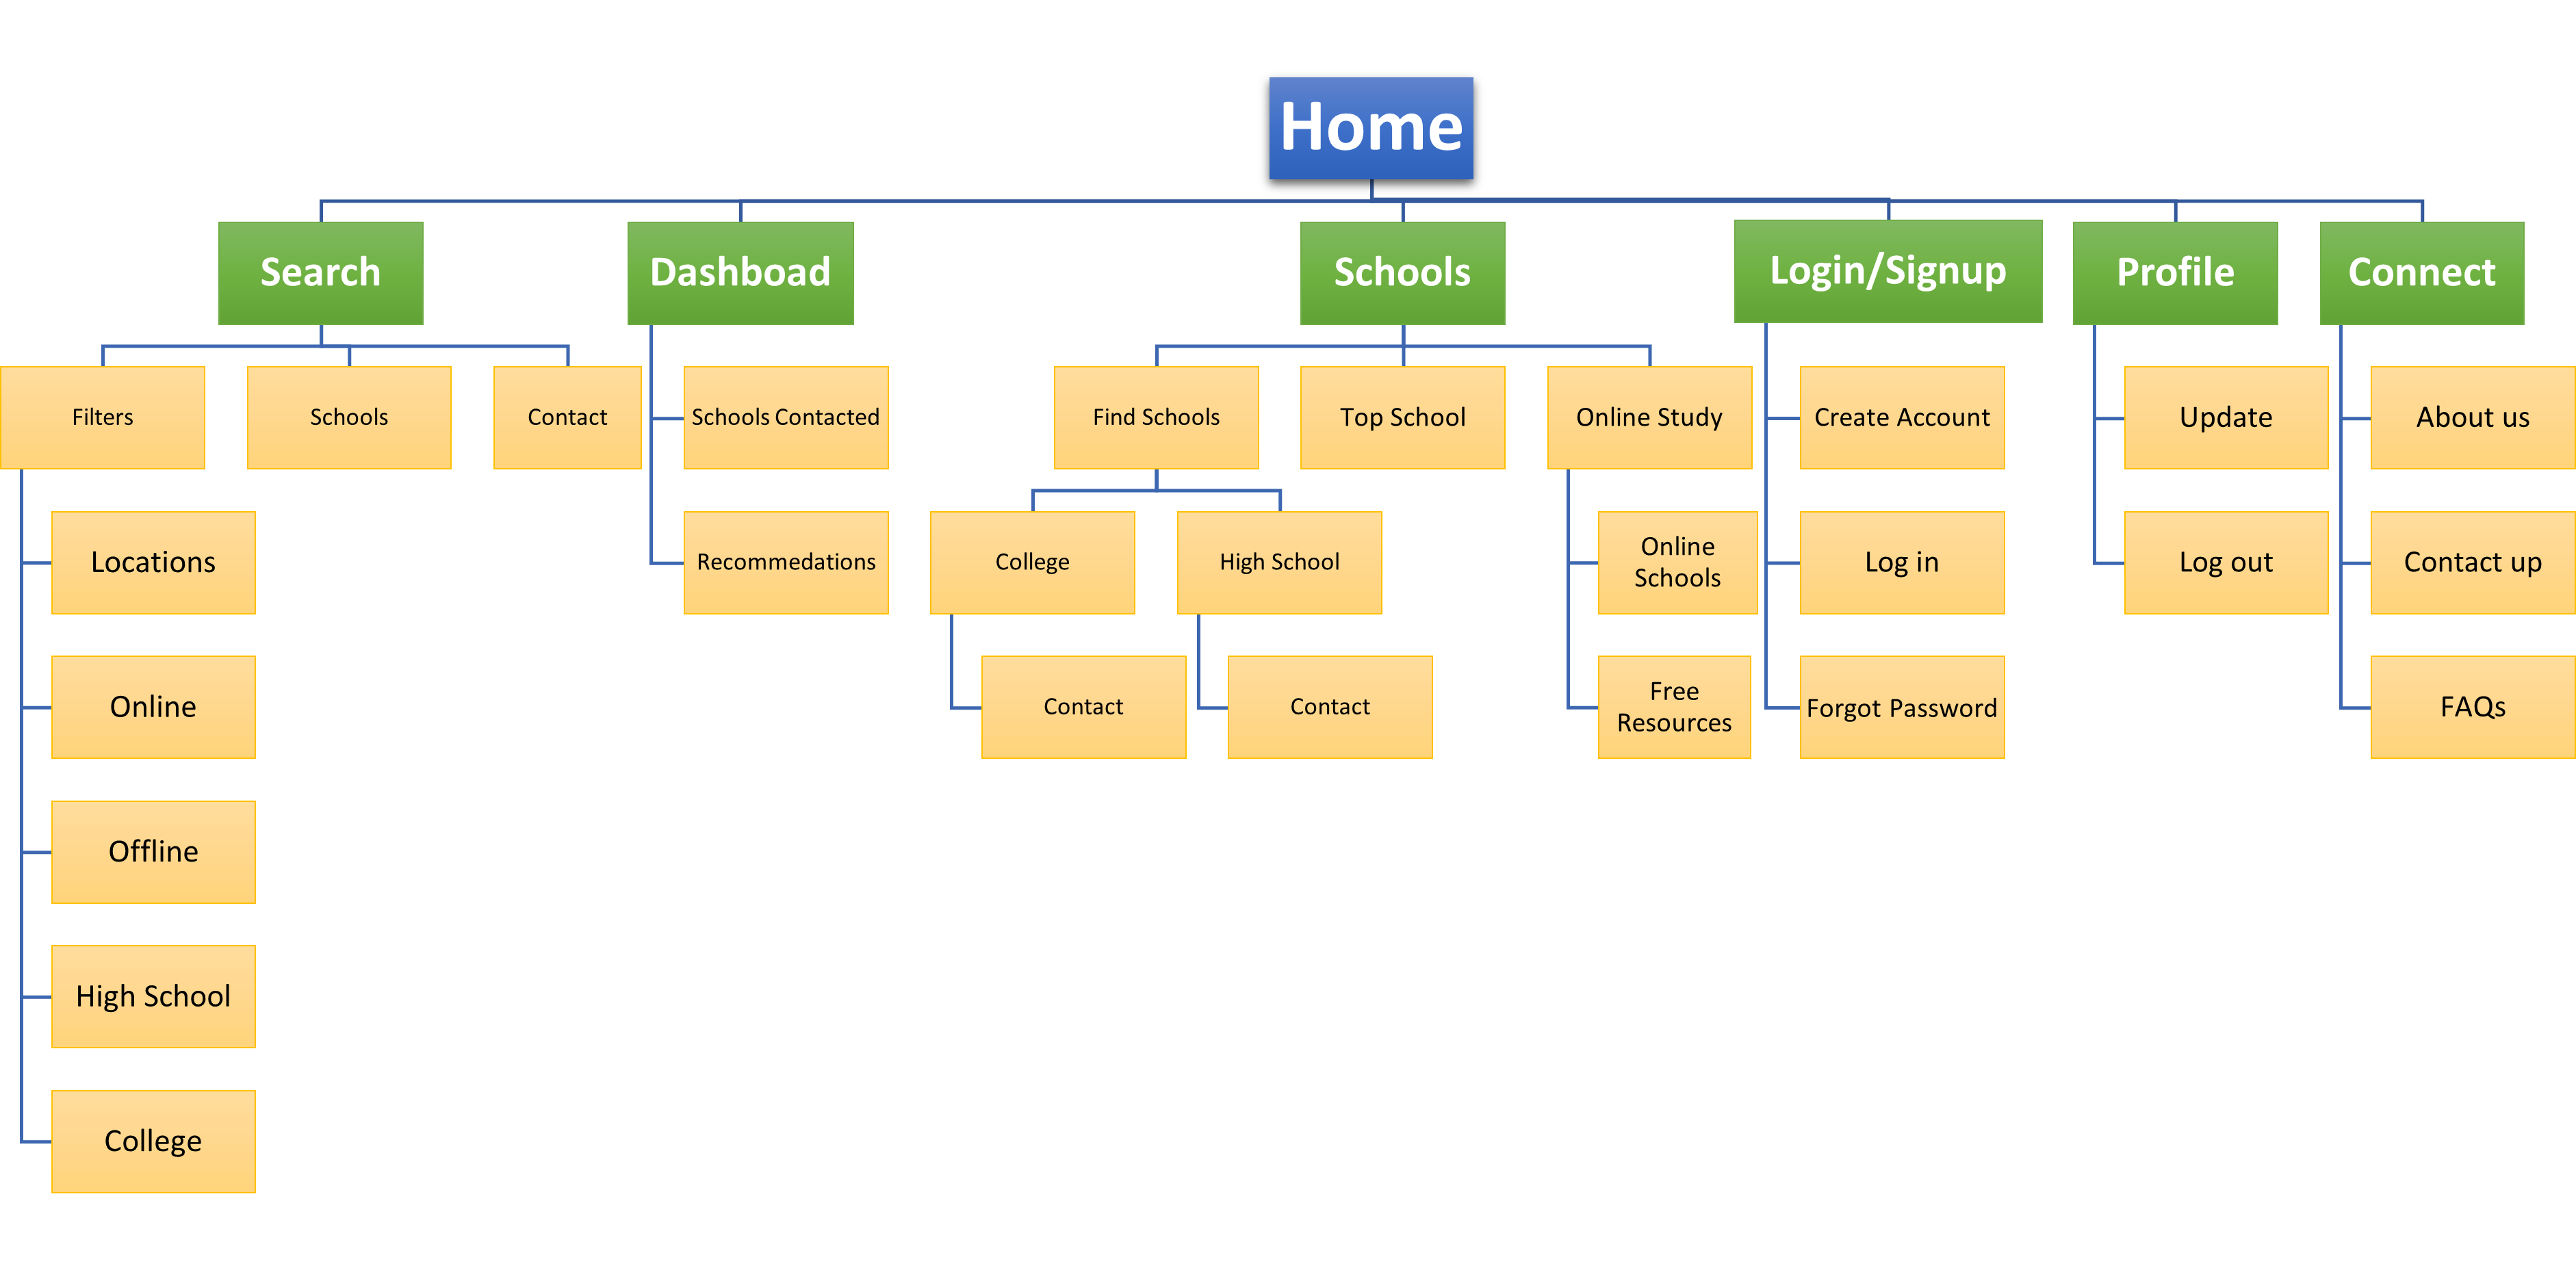 Home
Search
Dashboad
Schools
Login/Signup
Profile
Connect
Filters
Schools
Contact
Schools Contacted
Find Schools
Top School
Online Study
Create Account
Update
About us
Locations
Recommedations
College
High School
Online
Schools
Log in
Log out
Contact up
Online
Contact
Contact
Free
Resources
Forgot Password
FAQs
Offline
High School
College